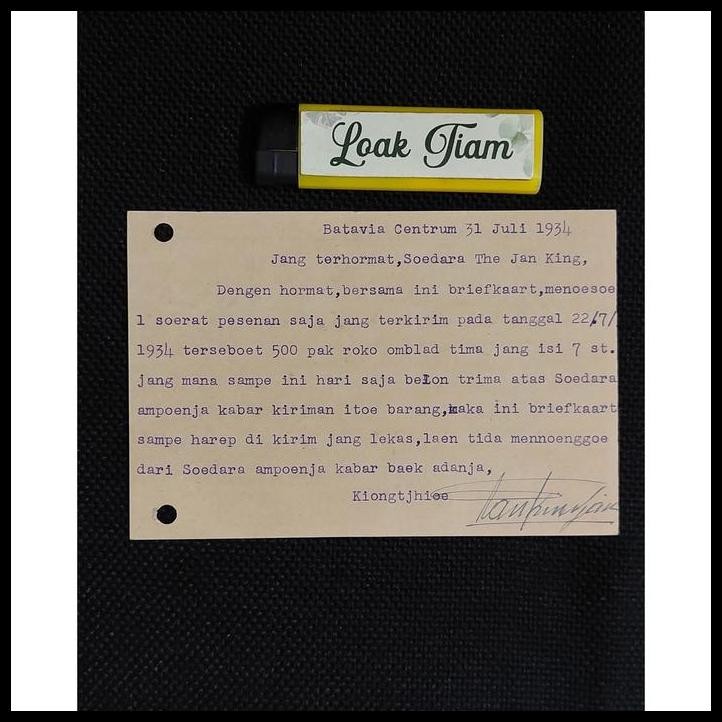 Loak Tiam
Batavia Centrum 31 Juli 1934
Jang terhormat,Soedara The Jan King,
Dengen hormat,bersama ini briefkaart,menoesoe
1 soerat pesenan saja jang terkirim pada tanggal 22/7/
1934 terseboet 500 pak roko omblad tima jang isi 7 st.
jang mana sampe ini hari saja belon trima atas Soedara
ampoenja kabar kiriman itoe barang,maka ini briefkaart
sampe harep di kirim jang lekas,laen tida mennoenggoe
dari Soedara ampoenja kabar baek adanja,
Kiongtjhioe